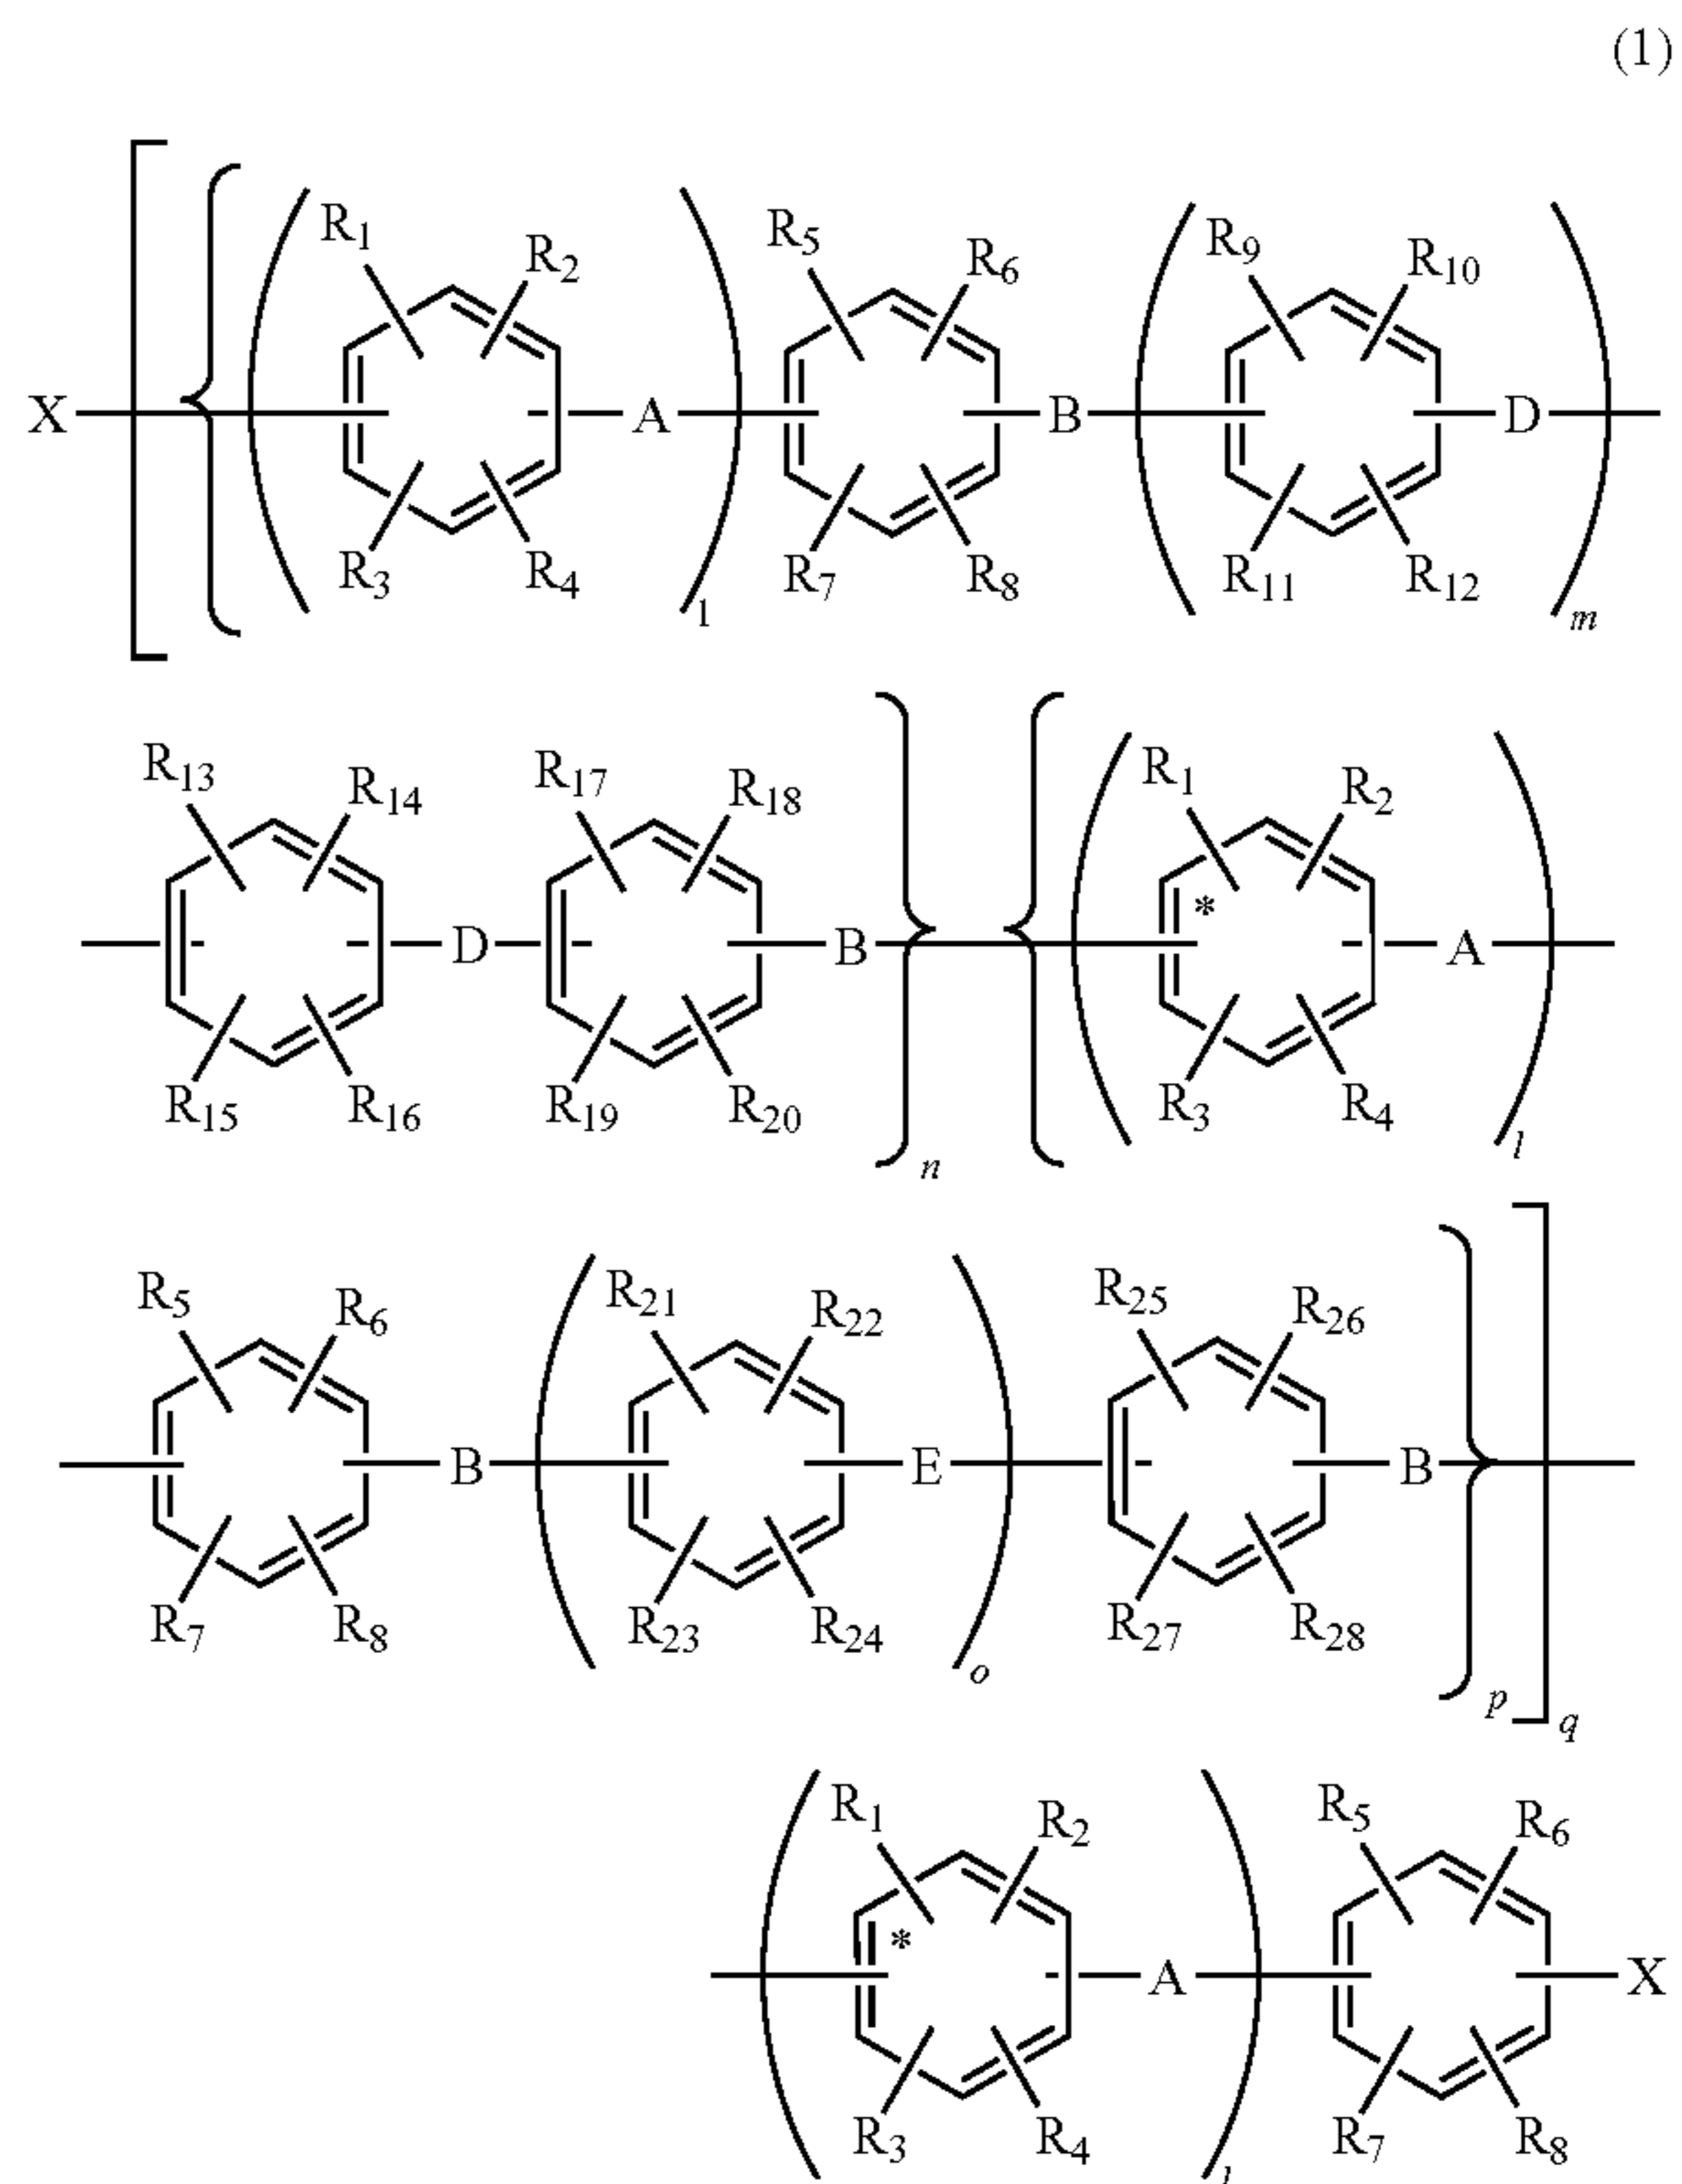 (1)
R1 R2 R5 R6 R9 R10
X A B D
R3 R4 l R7 R8 R11 R12 m
R13 R14 R17 R18 R1 R2
D B * A
R15 R16 R19 R20 n R3 R4 l
R5 R6 R21 R22 R25 R26
B E B
R7 R8 R23 R24 o R27 R28 p q
R1 R2 R5 R6
* A X
R3 R4 l R7 R8